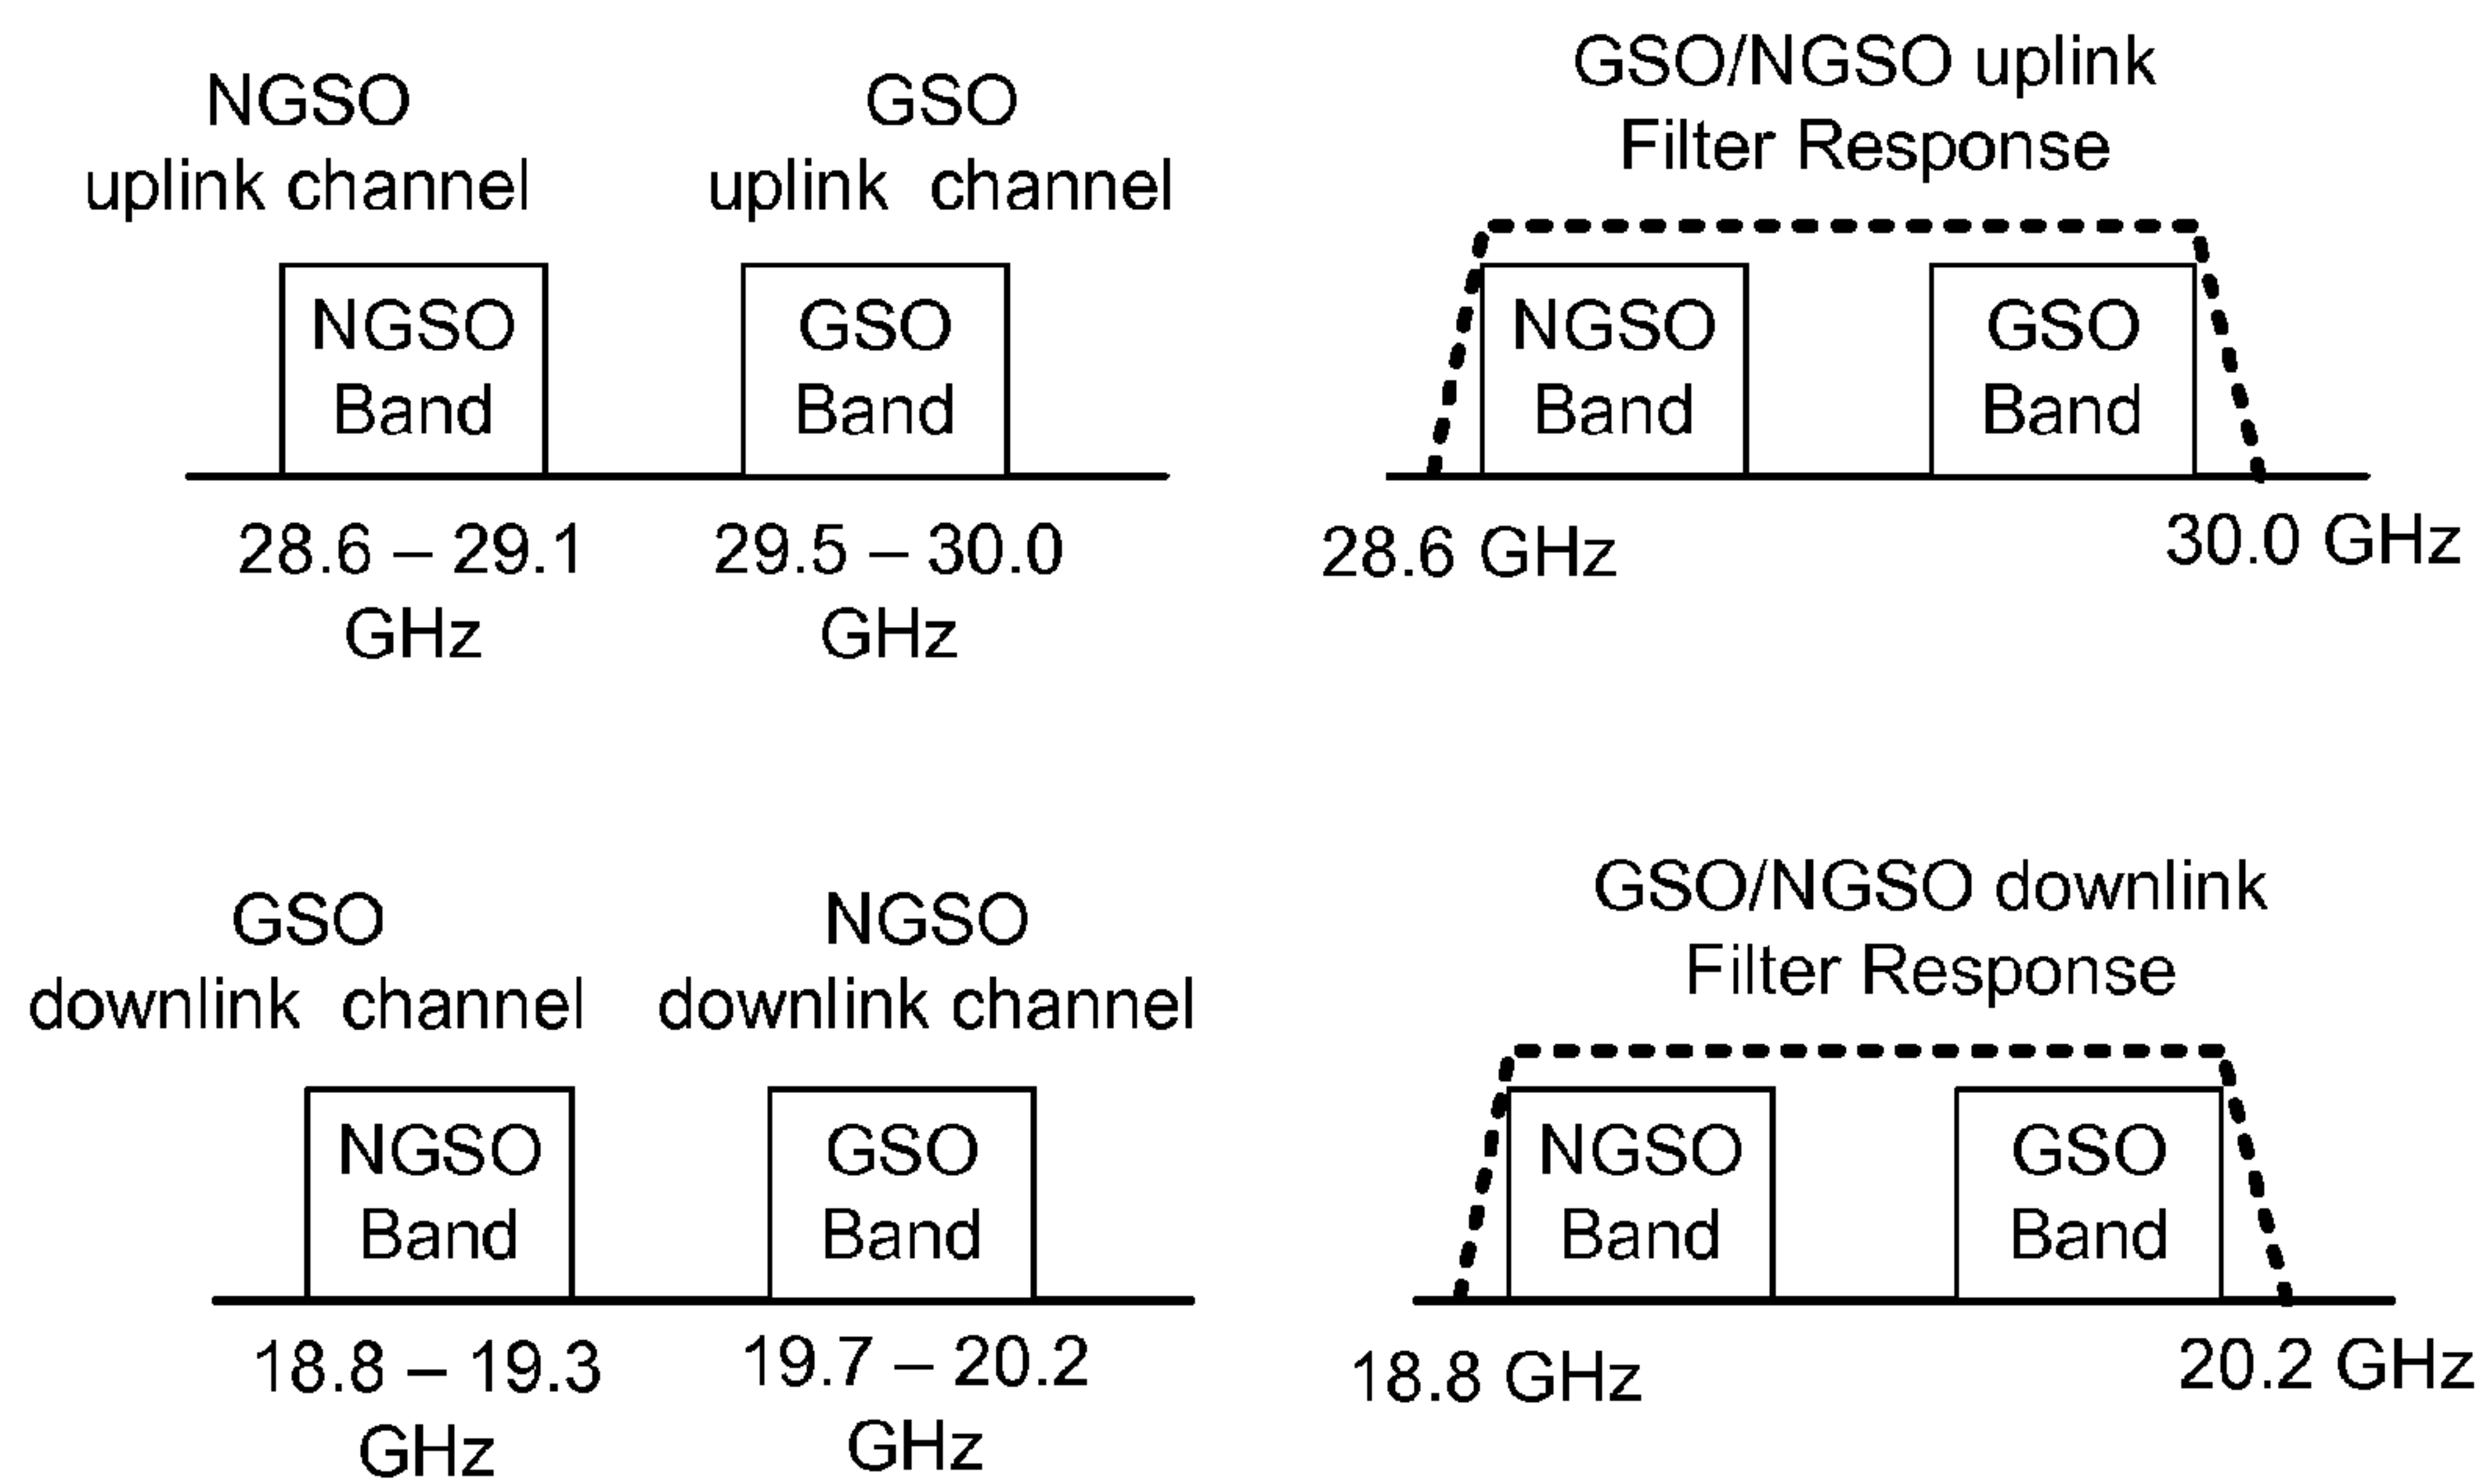 NGSO
uplink channel
GSO
uplink channel
NGSO
Band
GSO
Band
28.6 – 29.1
GHz
29.5 – 30.0
GHz
GSO/NGSO uplink
Filter Response
NGSO
Band
GSO
Band
28.6 GHz
30.0 GHz
GSO
downlink channel
NGSO
downlink channel
NGSO
Band
GSO
Band
18.8 – 19.3
GHz
19.7 – 20.2
GHz
GSO/NGSO downlink
Filter Response
NGSO
Band
GSO
Band
18.8 GHz
20.2 GHz